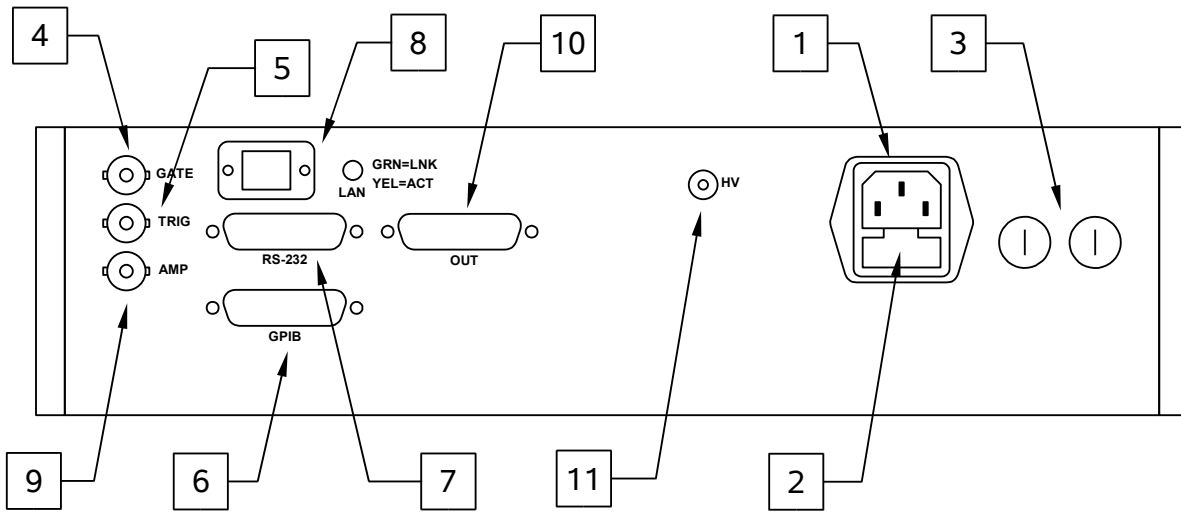 4
5
8
10
1
3
GATE
GRN=LNK
YEL=ACT
LAN
HV
TRIG
RS-232
OUT
AMP
GPIB
9
6
7
11
2